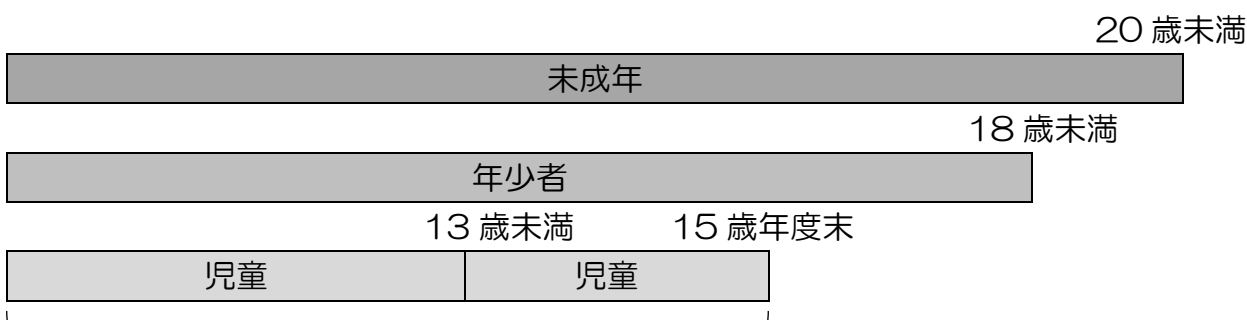 20 歳未満
未成年
18 歳未満
年少者
13 歳未満 15 歳年度末
児童 児童